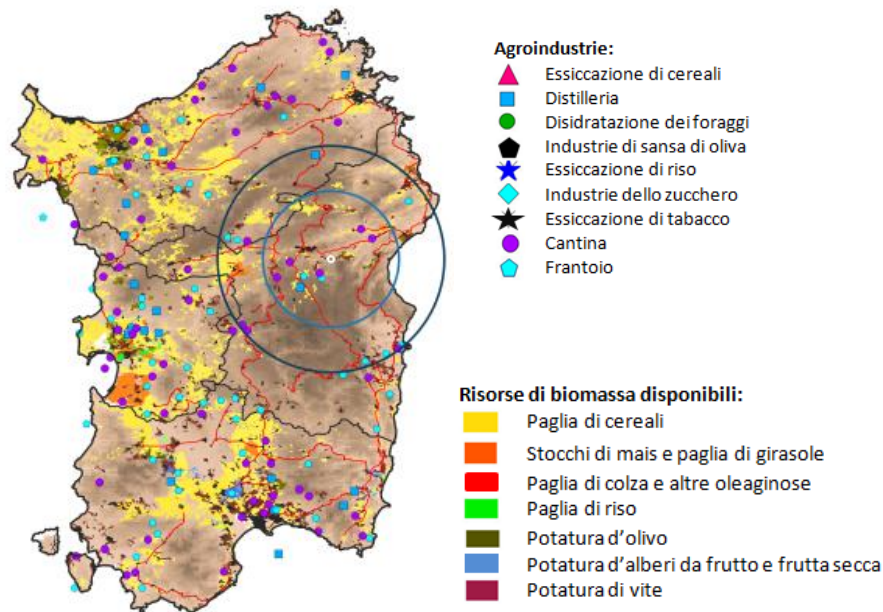 Agroindustrie:
Essiccazione di cereali
Distilleria
Disidratazione dei foraggi
Industrie di sansa di oliva
Essiccazione di riso
Industrie dello zucchero
Essiccazione di tabacco
Cantina
Frantoio
Risorse di biomassa disponibili:
Paglia di cereali
Stocchi di mais e paglia di girasole
Paglia di colza e altre oleaginose
Paglia di riso
Potatura d'olivo
Potatura d'alberi da frutto e frutta secca
Potatura di vite